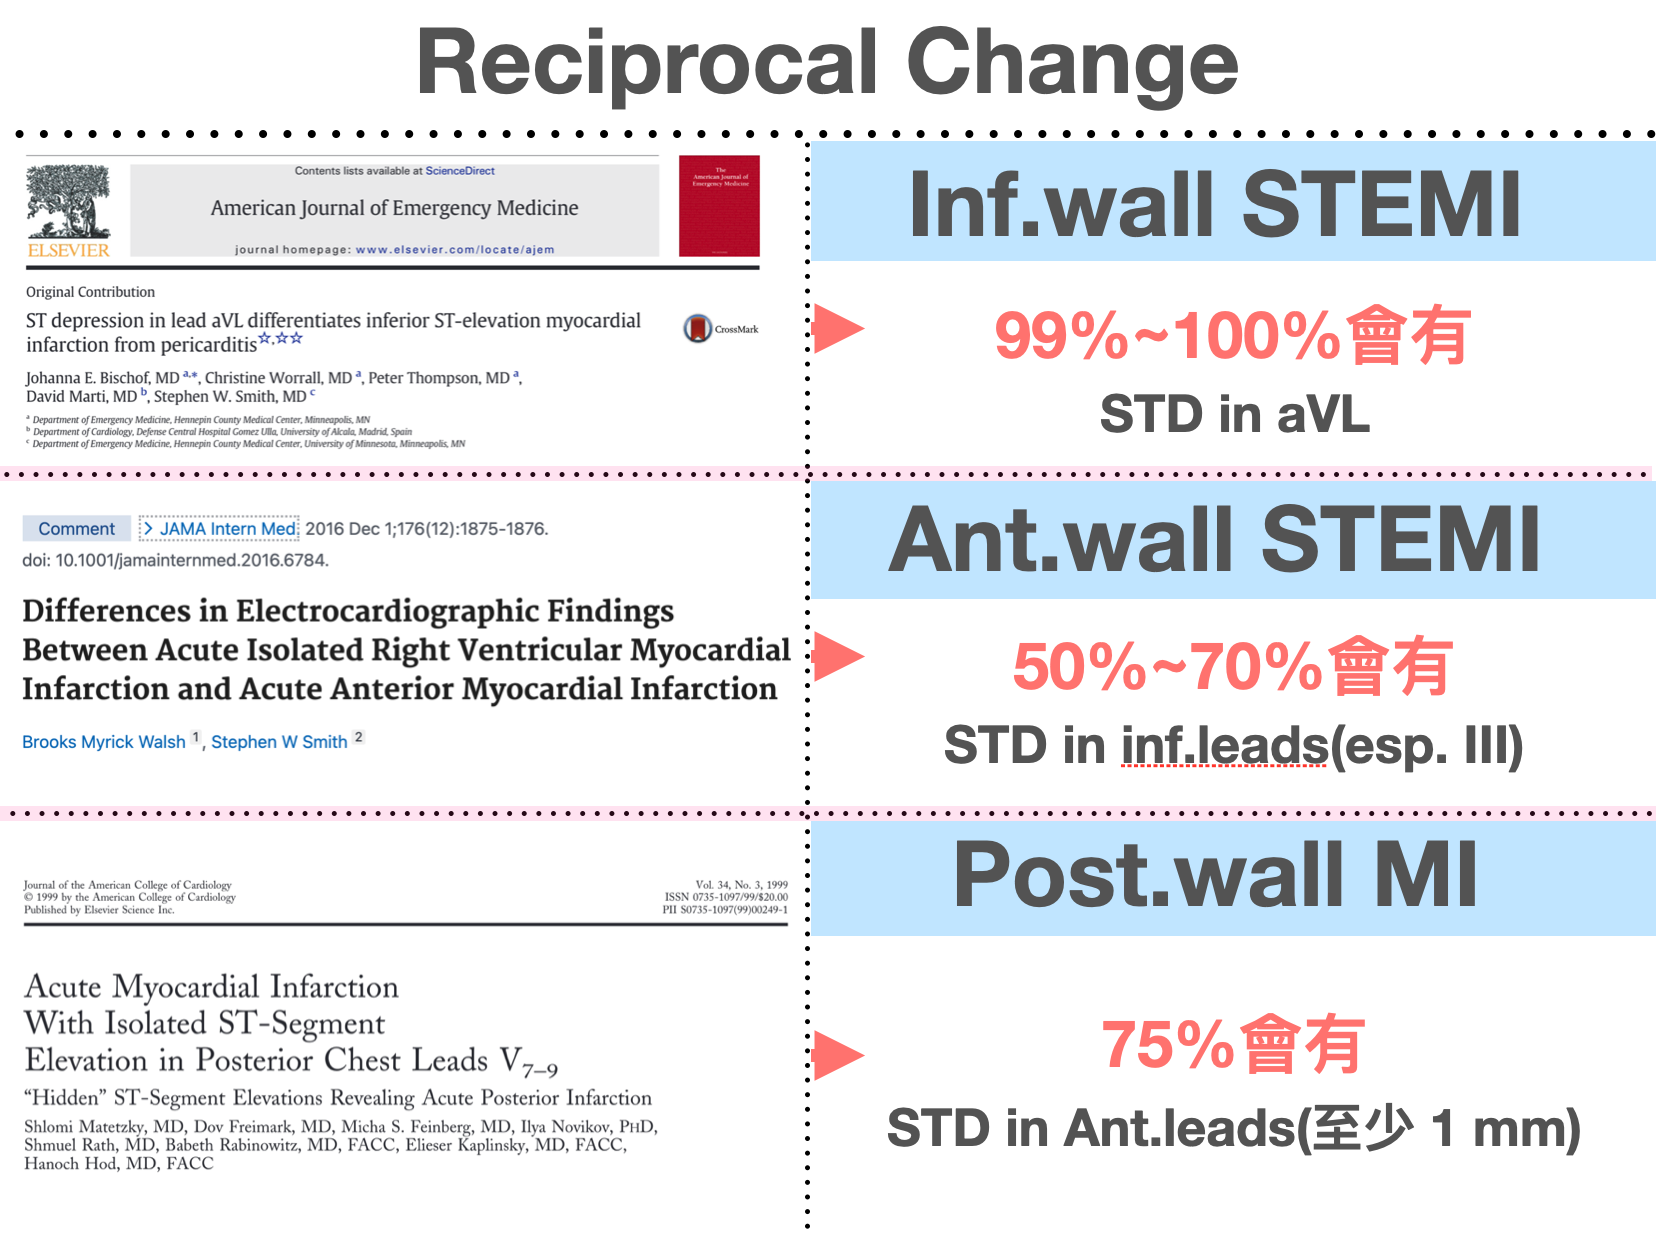 Reciprocal Change
Contents lists available at ScienceDirect
American Journal of Emergency Medicine
journal homepage: www.elsevier.com/locate/ajem
ELSEVIER
The
American Journal of
Emergency Medicine
Original Contribution
ST depression in lead aVL differentiates inferior ST-elevation myocardial
infarction from pericarditis☆,☆☆
CrossMark
Johanna E. Bischof, MD a,*, Christine Worrall, MD a, Peter Thompson, MD a,
David Marti, MD b, Stephen W. Smith, MD c
a Department of Emergency Medicine, Hennepin County Medical Center, Minneapolis, MN
b Department of Cardiology, Defense Central Hospital Gomez Ulla, University of Alcala, Madrid, Spain
c Department of Emergency Medicine, Hennepin County Medical Center, University of Minnesota, Minneapolis, MN
Inf.wall STEMI
99%~100%會有
STD in aVL
Comment > JAMA Intern Med. 2016 Dec 1;176(12):1875-1876.
doi: 10.1001/jamainternmed.2016.6784.
Differences in Electrocardiographic Findings
Between Acute Isolated Right Ventricular Myocardial
Infarction and Acute Anterior Myocardial Infarction
Brooks Myrick Walsh 1, Stephen W Smith 2
Ant.wall STEMI
50%~70%會有
STD in inf.leads(esp. III)
Journal of the American College of Cardiology
© 1999 by the American College of Cardiology
Published by Elsevier Science Inc.
Vol. 34, No. 3, 1999
ISSN 0735-1097/99/$20.00
PII S0735-1097(99)00249-1
Acute Myocardial Infarction
With Isolated ST-Segment
Elevation in Posterior Chest Leads V7–9
“Hidden” ST-Segment Elevations Revealing Acute Posterior Infarction
Shlomi Matetzky, MD, Dov Freimark, MD, Micha S. Feinberg, MD, Ilya Novikov, PHD,
Shmuel Rath, MD, Babeth Rabinowitz, MD, FACC, Elieser Kaplinsky, MD, FACC,
Hanoch Hod, MD, FACC
Post.wall MI
75%會有
STD in Ant.leads(至少 1 mm)